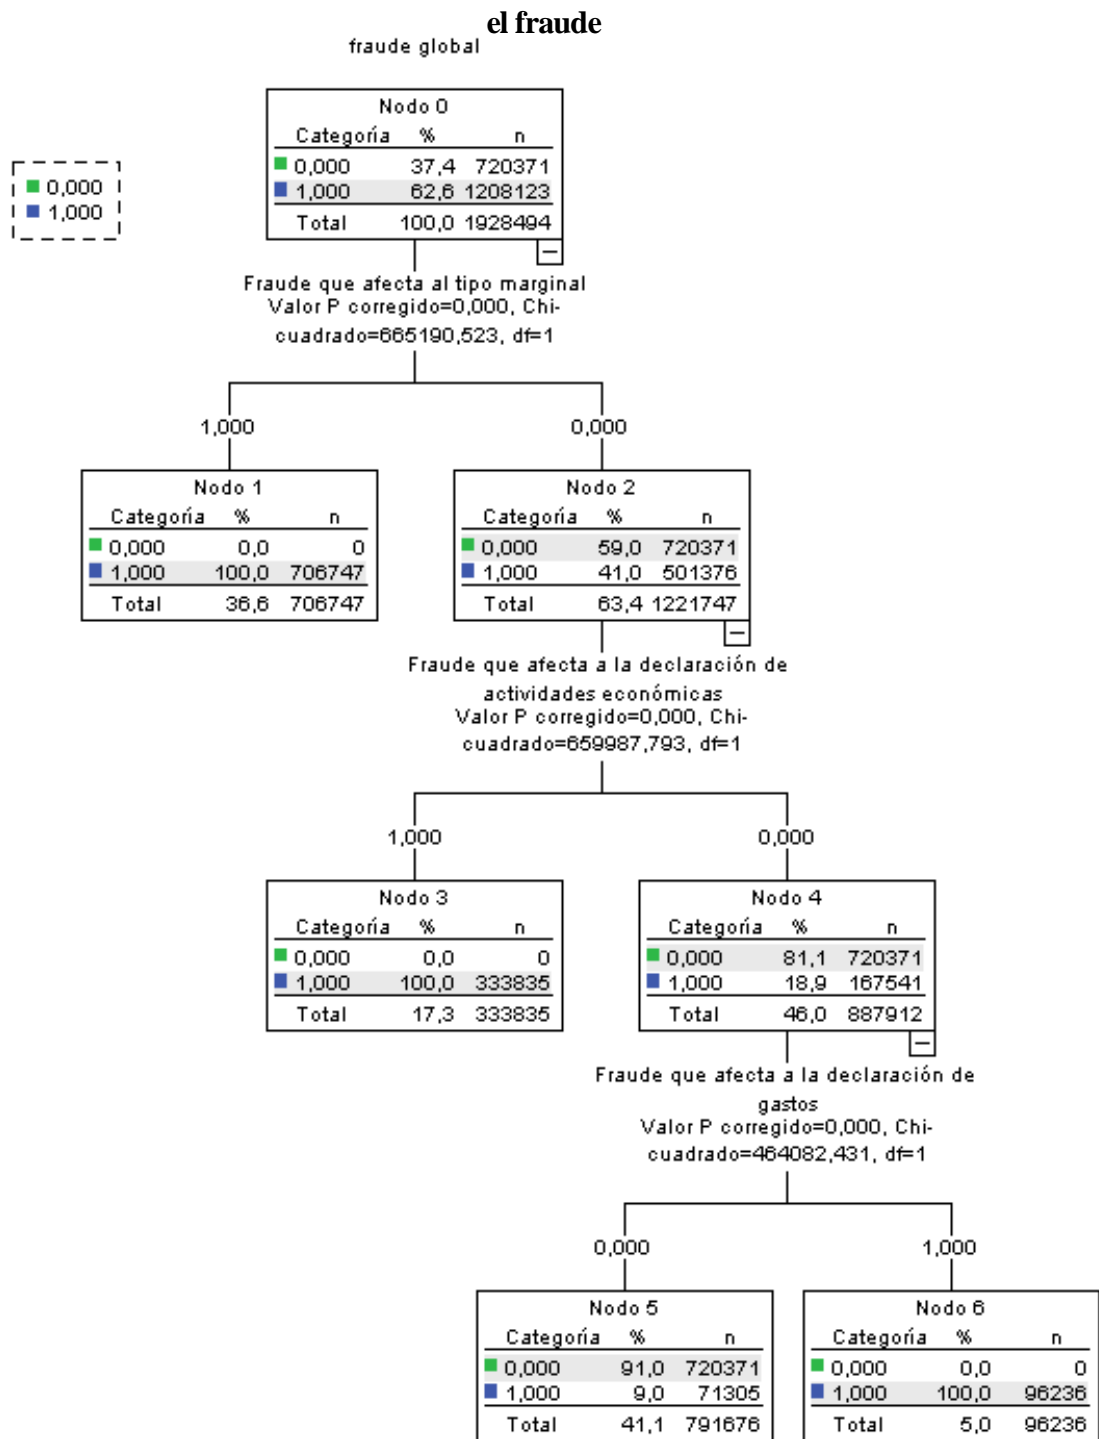 el fraude
fraude global
Nodo 0
Categoría % n
0,000 37,4 720371
1,000 62,6 1208123
Total 100,0 1928494
0,000
1,000
Fraude que afecta al tipo marginal
Valor P corregido=0,000, Chi-
cuadrado=665190,523, df=1
1,000
0,000
Nodo 1
Categoría % n
0,000 0,0 0
1,000 100,0 706747
Total 36,6 706747
Nodo 2
Categoría % n
0,000 59,0 720371
1,000 41,0 501376
Total 63,4 1221747
Fraude que afecta a la declaración de
actividades económicas
Valor P corregido=0,000, Chi-
cuadrado=659987,793, df=1
1,000
0,000
Nodo 3
Categoría % n
0,000 0,0 0
1,000 100,0 333835
Total 17,3 333835
Nodo 4
Categoría % n
0,000 81,1 720371
1,000 18,9 167541
Total 46,0 887912
Fraude que afecta a la declaración de
gastos
Valor P corregido=0,000, Chi-
cuadrado=464082,431, df=1
0,000
1,000
Nodo 5
Categoría % n
0,000 91,0 720371
1,000 9,0 71305
Total 41,1 791676
Nodo 6
Categoría % n
0,000 0,0 0
1,000 100,0 96236
Total 5,0 96236